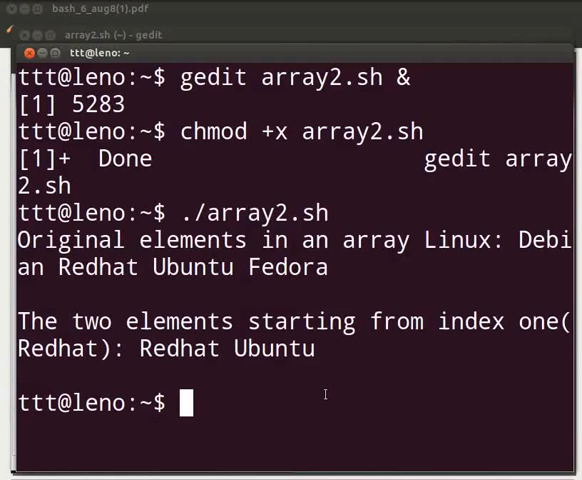 bash_6_aug8(1).pdf
array2.sh (~) - gedit
ttt@leno: ~
ttt@leno:~$ gedit array2.sh &
[1] 5283
ttt@leno:~$ chmod +x array2.sh
[1]+  Done                    gedit array
2.sh
ttt@leno:~$ ./array2.sh
Original elements in an array Linux: Debi
an Redhat Ubuntu Fedora
The two elements starting from index one(
Redhat): Redhat Ubuntu
ttt@leno:~$